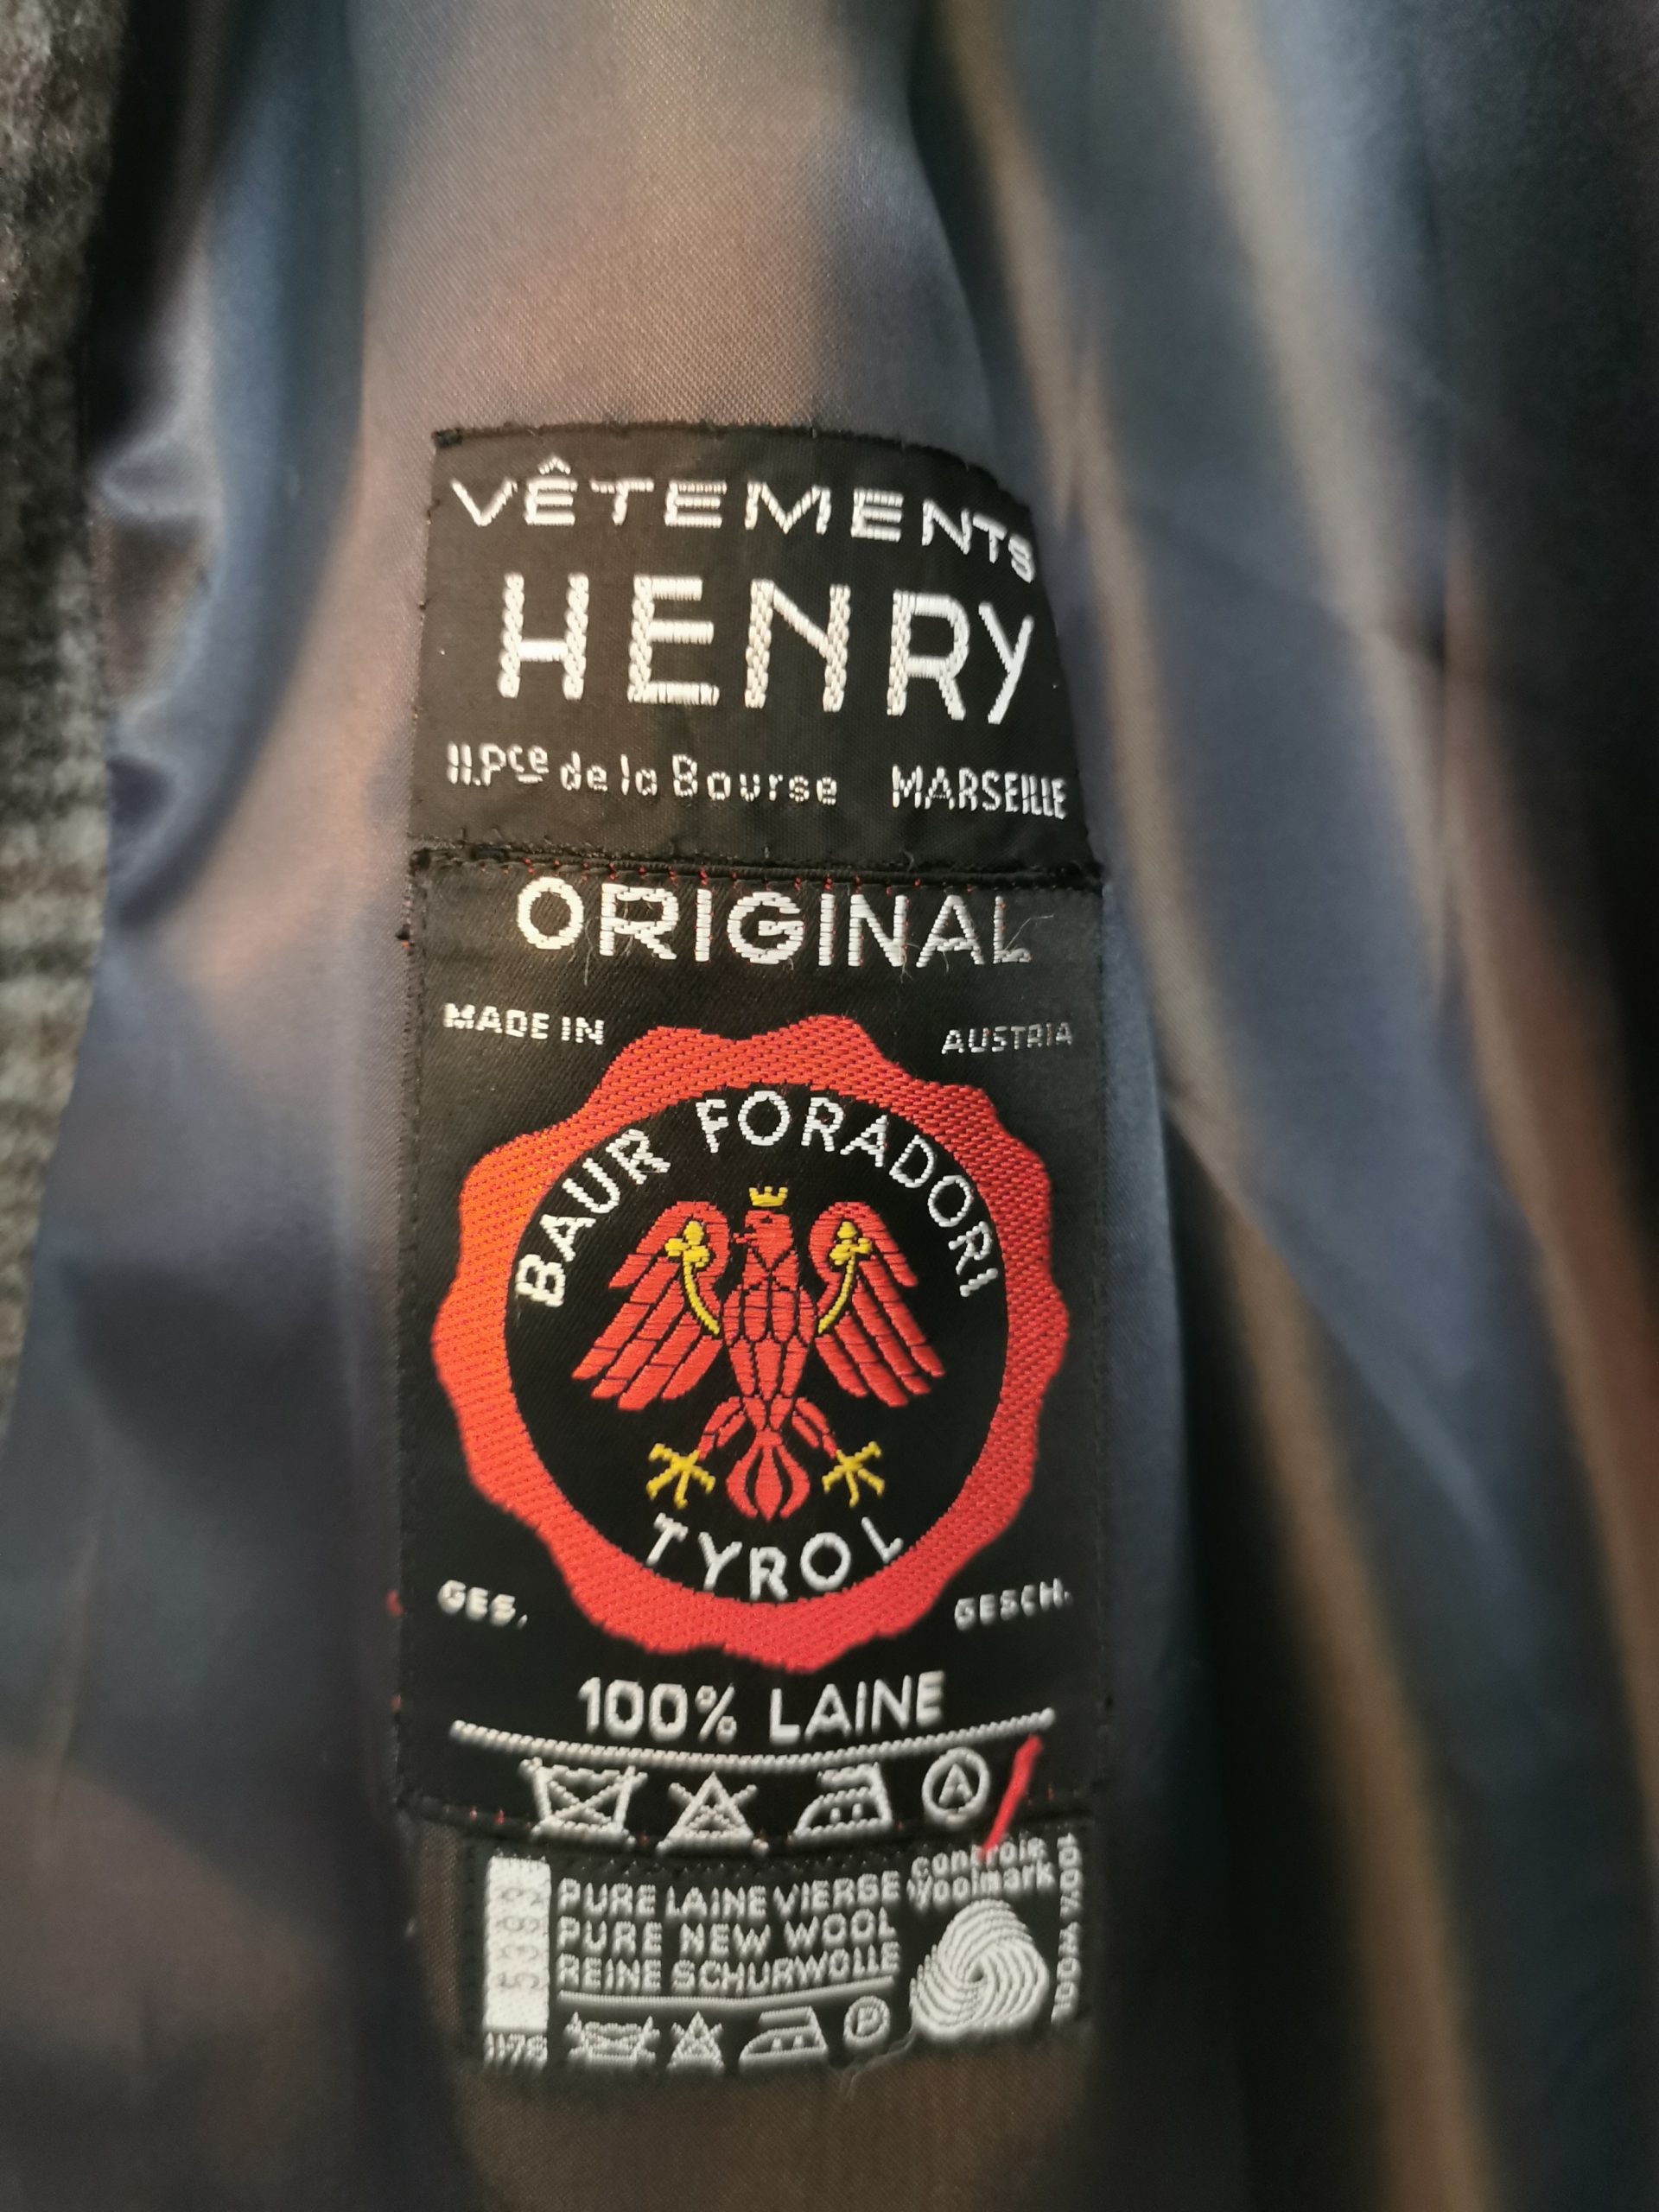 VÊTEMENTS
HENRY
11.Pce de la Bourse MARSEILLE
ORIGINAL
MADE IN AUSTRIA
BAUR FORADORI
TYROL
GES. GESCH.
100% LAINE
A
PURE LAINE VIERGE
PURE NEW WOOL
REINE SCHURWOLLE
contrôle
woolmark
P